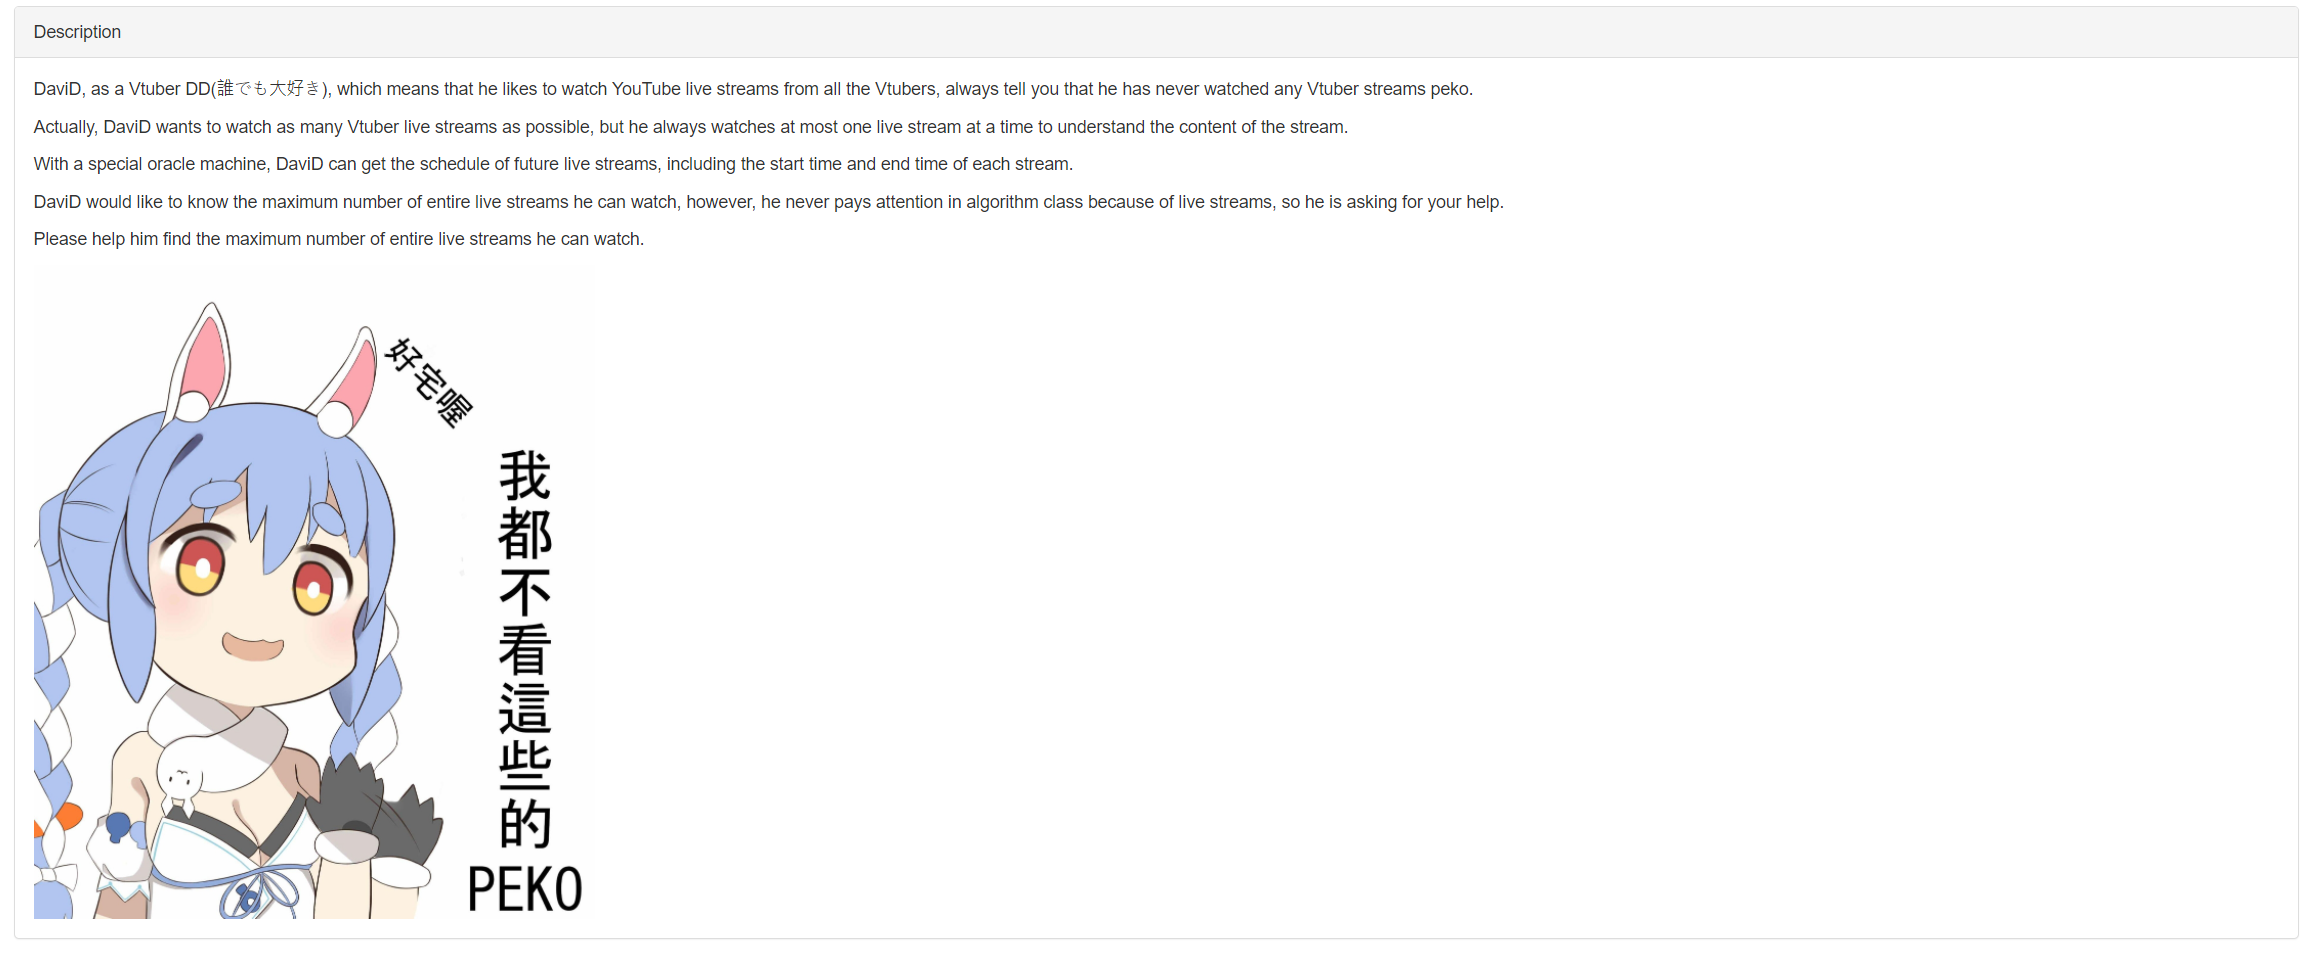 Description
DaviD, as a Vtuber DD(誰でも大好き), which means that he likes to watch YouTube live streams from all the Vtubers, always tell you that he has never watched any Vtuber streams peko.
Actually, DaviD wants to watch as many Vtuber live streams as possible, but he always watches at most one live stream at a time to understand the content of the stream.
With a special oracle machine, DaviD can get the schedule of future live streams, including the start time and end time of each stream.
DaviD would like to know the maximum number of entire live streams he can watch, however, he never pays attention in algorithm class because of live streams, so he is asking for your help.
Please help him find the maximum number of entire live streams he can watch.
好宅喔
我都不看這些的
PEKO